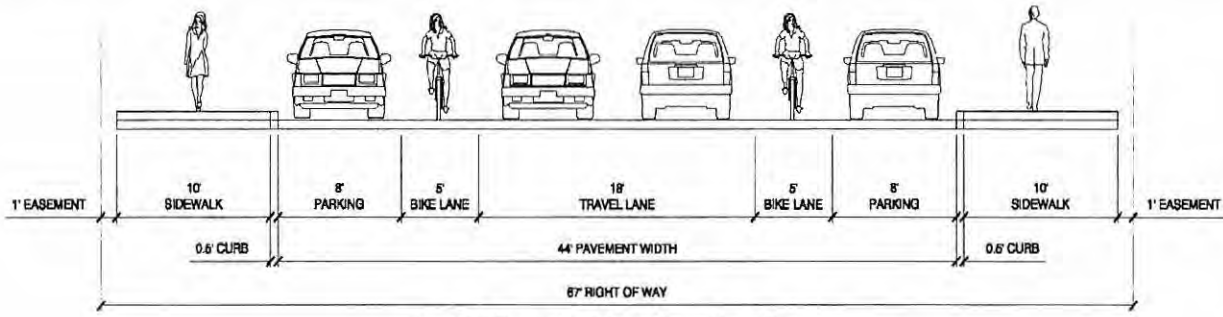 10'
8'
5'
18'
5'
8'
10'
1' EASEMENT
SIDEWALK
PARKING
BIKE LANE
TRAVEL LANE
BIKE LANE
PARKING
SIDEWALK
1' EASEMENT
0.5' CURB
44' PAVEMENT WIDTH
0.5' CURB
67' RIGHT OF WAY